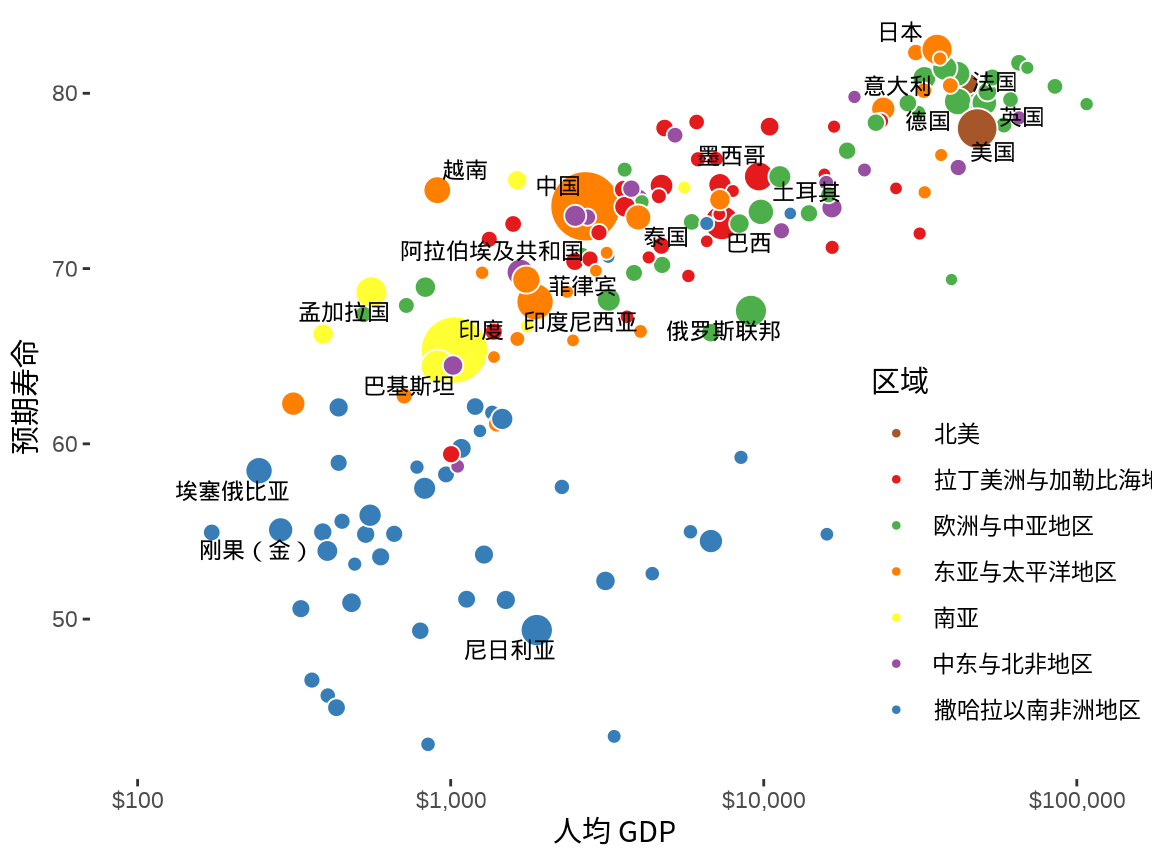 日本
80
意大利
法国
德国
英国
美国
越南
中国
墨西哥
土耳其
泰国
巴西
70
阿拉伯埃及共和国
菲律宾
孟加拉国
印度
印度尼西亚
俄罗斯联邦
巴基斯坦
预期寿命
60
埃塞俄比亚
刚果（金）
50
尼日利亚
区域
北美
拉丁美洲与加勒比海
欧洲与中亚地区
东亚与太平洋地区
南亚
中东与北非地区
撒哈拉以南非洲地区
$100
$1,000
$10,000
$100,000
人均 GDP